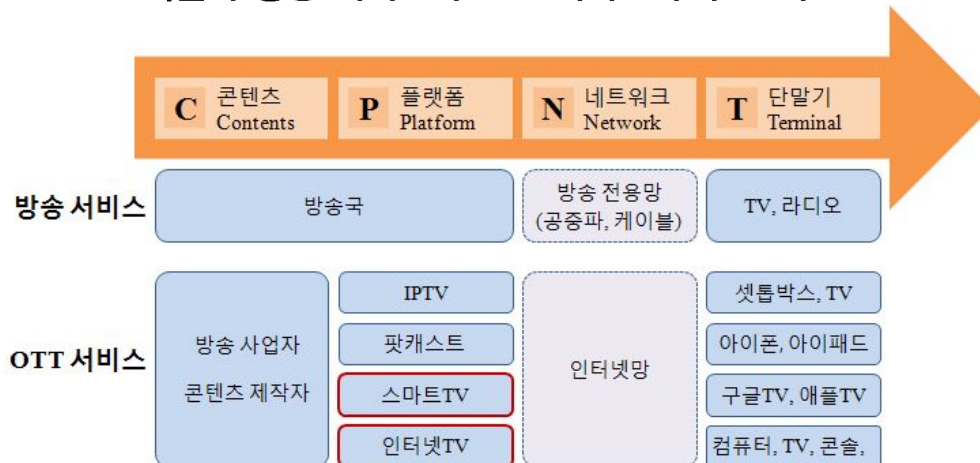 C 콘텐츠 Contents
P 플랫폼 Platform
N 네트워크 Network
T 단말기 Terminal
방송 서비스
방송국
방송 전용망
(공중파, 케이블)
TV, 라디오
OTT 서비스
방송 사업자
콘텐츠 제작자
IPTV
팟캐스트
스마트TV
인터넷TV
인터넷망
셋톱박스, TV
아이폰, 아이패드
구글TV, 애플TV
컴퓨터, TV, 콘솔,